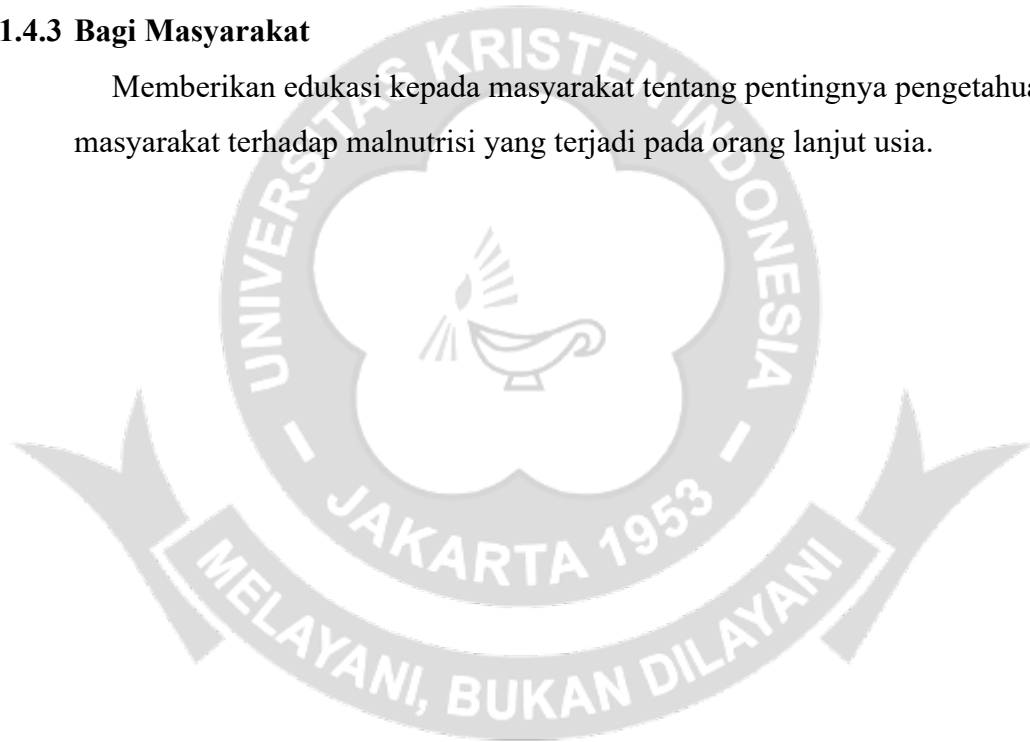 1.4.3 Bagi Masyarakat
Memberikan edukasi kepada masyarakat tentang pentingnya pengetahua
masyarakat terhadap malnutrisi yang terjadi pada orang lanjut usia.
UNIVERSITAS KRISTEN INDONESIA
JAKARTA 1953
MELAYANI, BUKAN DILAYANI